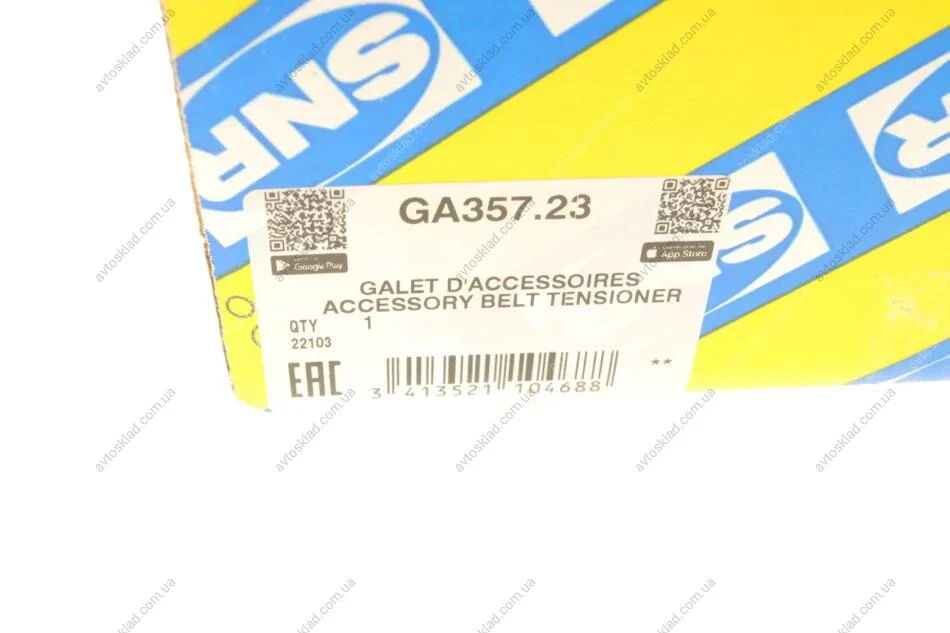 SNR
GA357.23
Google Play
App Store
GALET D'ACCESSOIRES
ACCESSORY BELT TENSIONER
QTY 1
22103
EAC
**
3 413521 104688
avtosklad.com.ua